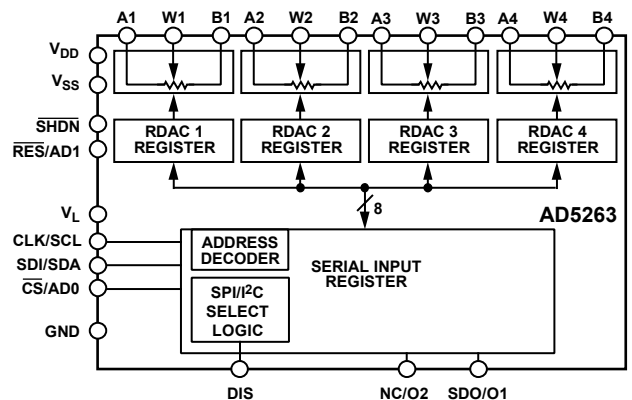 A1 W1 B1 A2 W2 B2 A3 W3 B3 A4 W4 B4
VDD
VSS
SHDN
RES/AD1
RDAC 1
REGISTER
RDAC 2
REGISTER
RDAC 3
REGISTER
RDAC 4
REGISTER
8
AD5263
VL
CLK/SCL
SDI/SDA
CS/AD0
GND
ADDRESS
DECODER
SERIAL INPUT
REGISTER
SPI/I²C
SELECT
LOGIC
DIS
NC/O2
SDO/O1